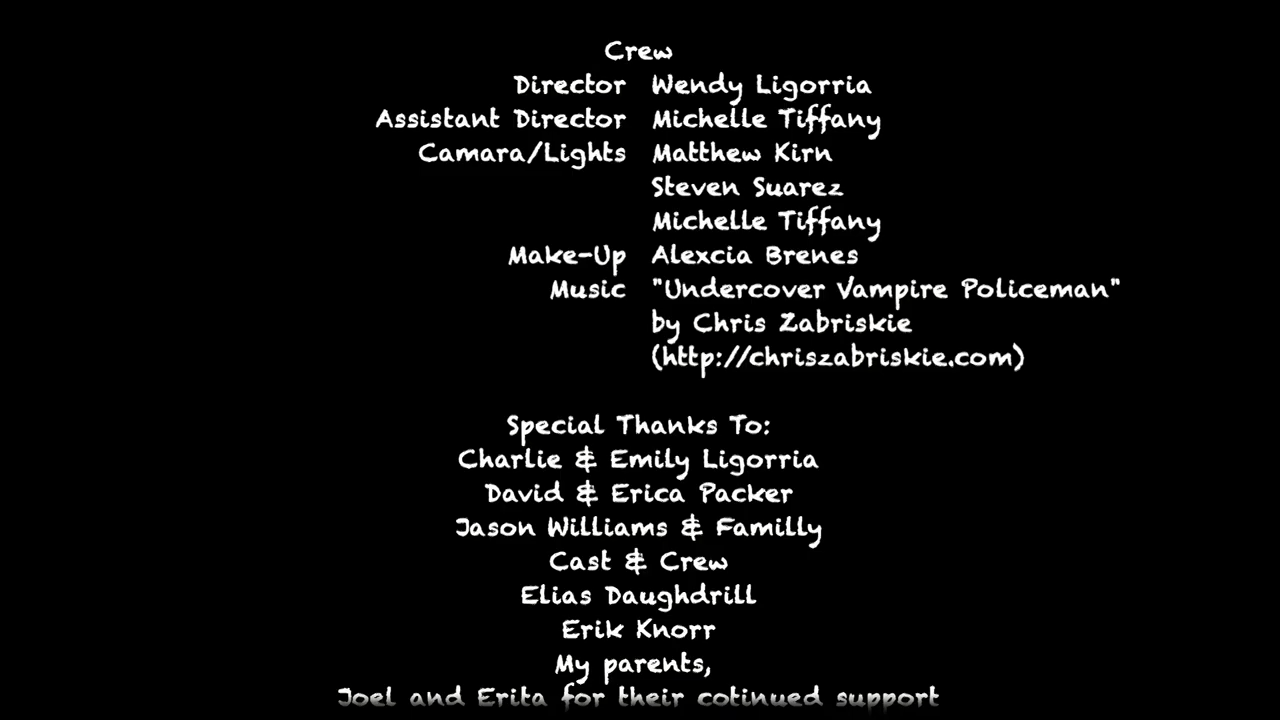 Crew
Director Wendy Ligorria
Assistant Director Michelle Tiffany
Camara/Lights Matthew Kirn
Steven Suarez
Michelle Tiffany
Make-Up Alexcia Brenes
Music "Undercover Vampire Policeman"
by Chris Zabriskie
(http://chriszabriskie.com)
Special Thanks To:
Charlie & Emily Ligorria
David & Erica Packer
Jason Williams & Familly
Cast & Crew
Elias Daughdrill
Erik Knorr
My parents,
Joel and Erita for their cotinued support